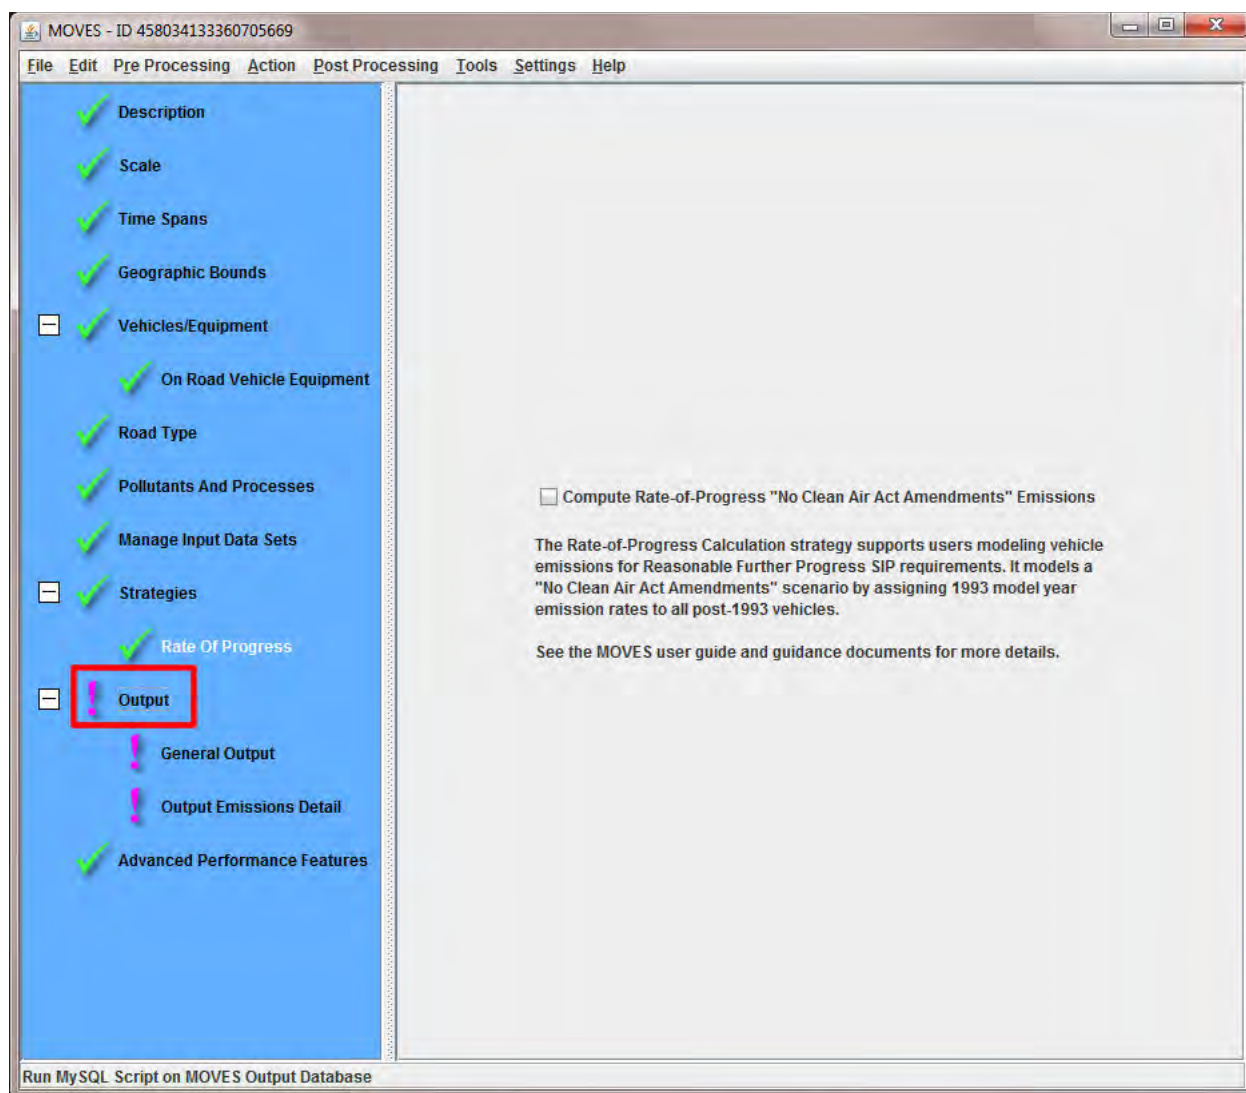 MOVES - ID 458034133360705669
File Edit Pre Processing Action Post Processing Tools Settings Help
Description
Scale
Time Spans
Geographic Bounds
Vehicles/Equipment
On Road Vehicle Equipment
Road Type
Pollutants And Processes
Manage Input Data Sets
Strategies
Rate Of Progress
Output
General Output
Output Emissions Detail
Advanced Performance Features
Compute Rate-of-Progress "No Clean Air Act Amendments" Emissions
The Rate-of-Progress Calculation strategy supports users modeling vehicle
emissions for Reasonable Further Progress SIP requirements. It models a
"No Clean Air Act Amendments" scenario by assigning 1993 model year
emission rates to all post-1993 vehicles.
See the MOVES user guide and guidance documents for more details.
Run MySQL Script on MOVES Output Database